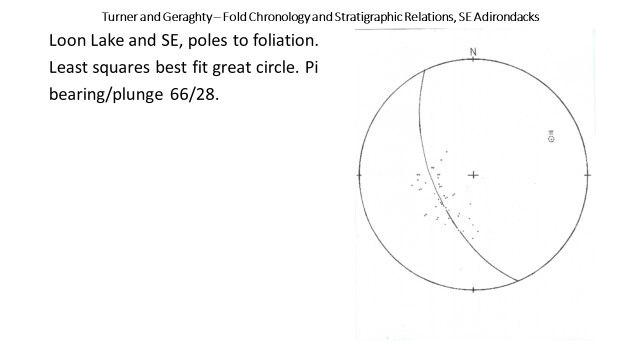 Turner and Geraghty– Fold Chronology and Stratigraphic Relations, SE Adirondacks
Loon Lake and SE, poles to foliation.
Least squares best fit great circle. Pi
bearing/plunge 66/28.
N